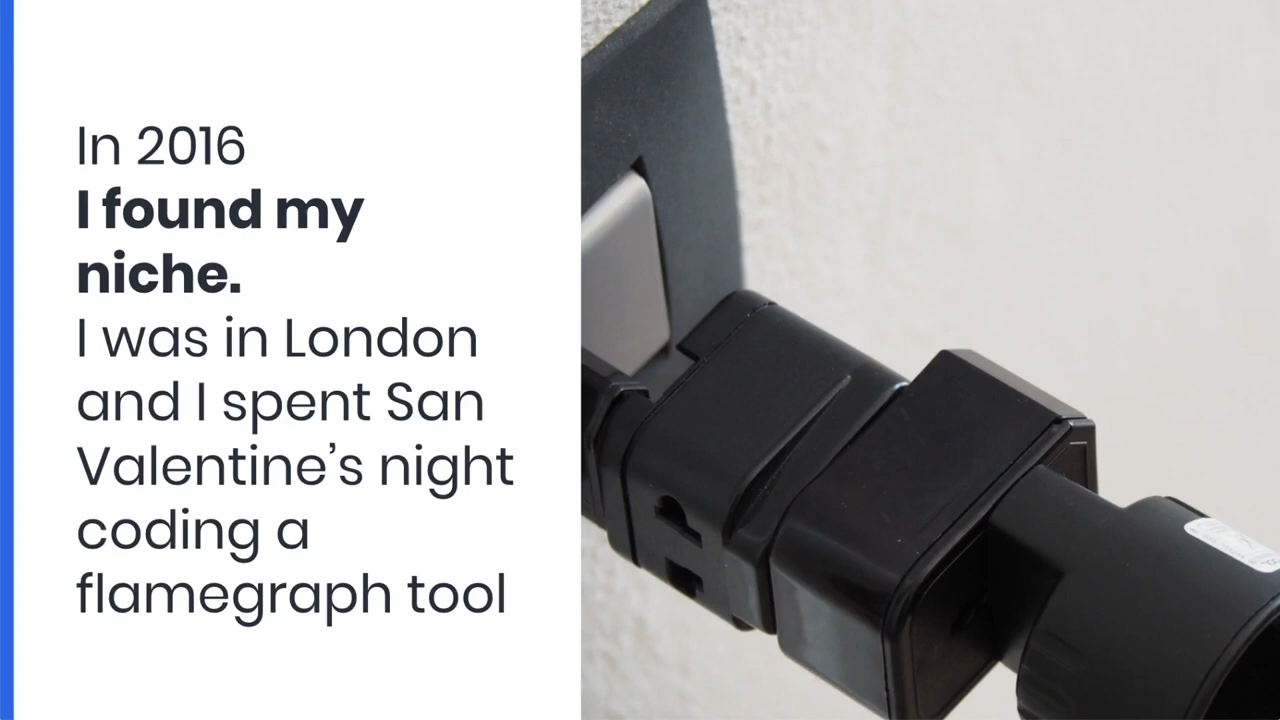 In 2016
I found my
niche.
I was in London
and I spent San
Valentine’s night
coding a
flamegraph tool